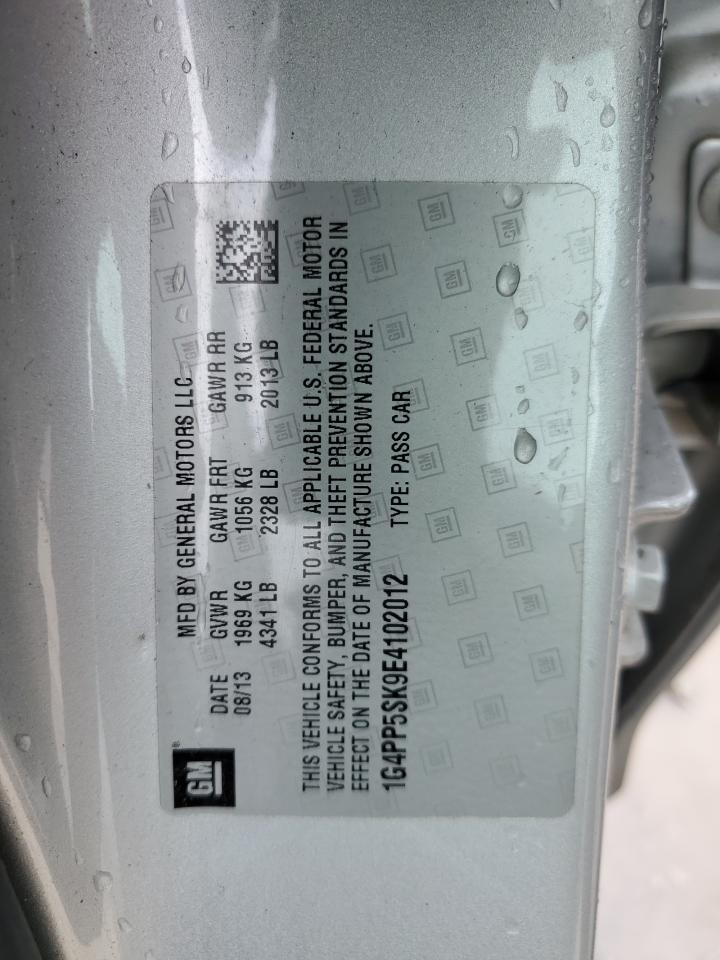 GM®
MFD BY GENERAL MOTORS LLC
DATE GVWR GAWR FRT GAWR RR
08/13 1969 KG 1056 KG 913 KG
4341 LB 2328 LB 2013 LB
THIS VEHICLE CONFORMS TO ALL APPLICABLE U.S. FEDERAL MOTOR
VEHICLE SAFETY, BUMPER, AND THEFT PREVENTION STANDARDS IN
EFFECT ON THE DATE OF MANUFACTURE SHOWN ABOVE.
1G4PP5SK9E4102012 TYPE: PASS CAR